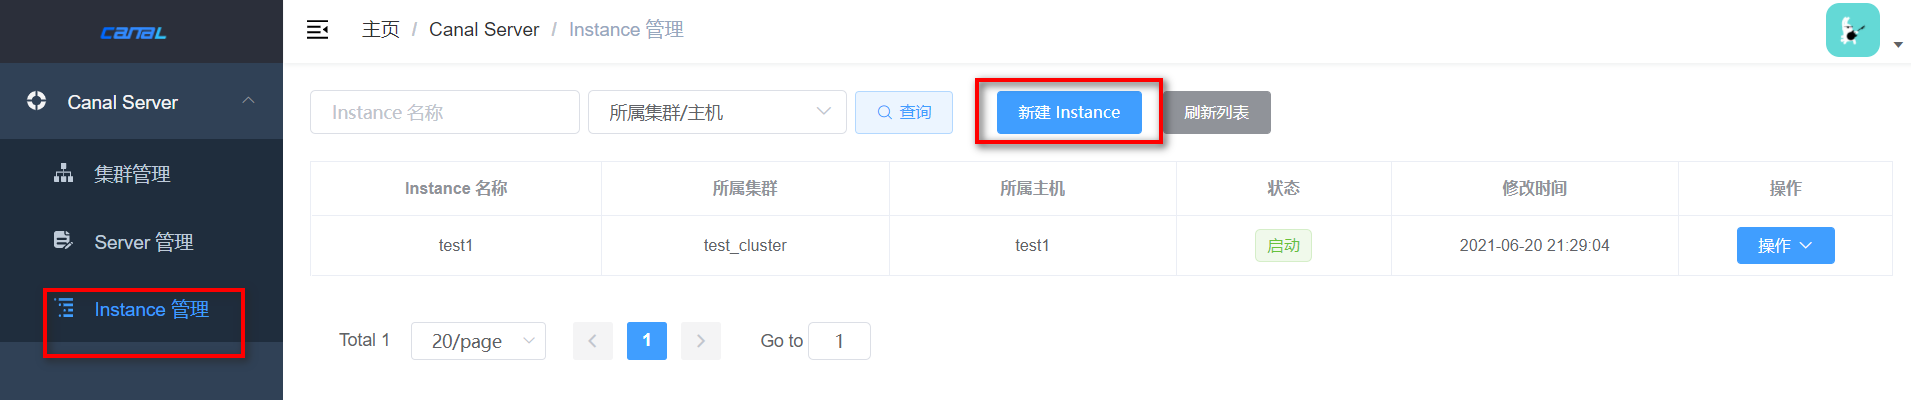 CANAL
主页 / Canal Server / Instance 管理
Canal Server
集群管理
Server 管理
Instance 管理
Instance 名称 所属集群/主机 查询 新建 Instance 刷新列表
Instance 名称 所属集群 所属主机 状态 修改时间 操作
test1 test_cluster test1 启动 2021-06-20 21:29:04 操作
Total 1 20/page 1 Go to 1